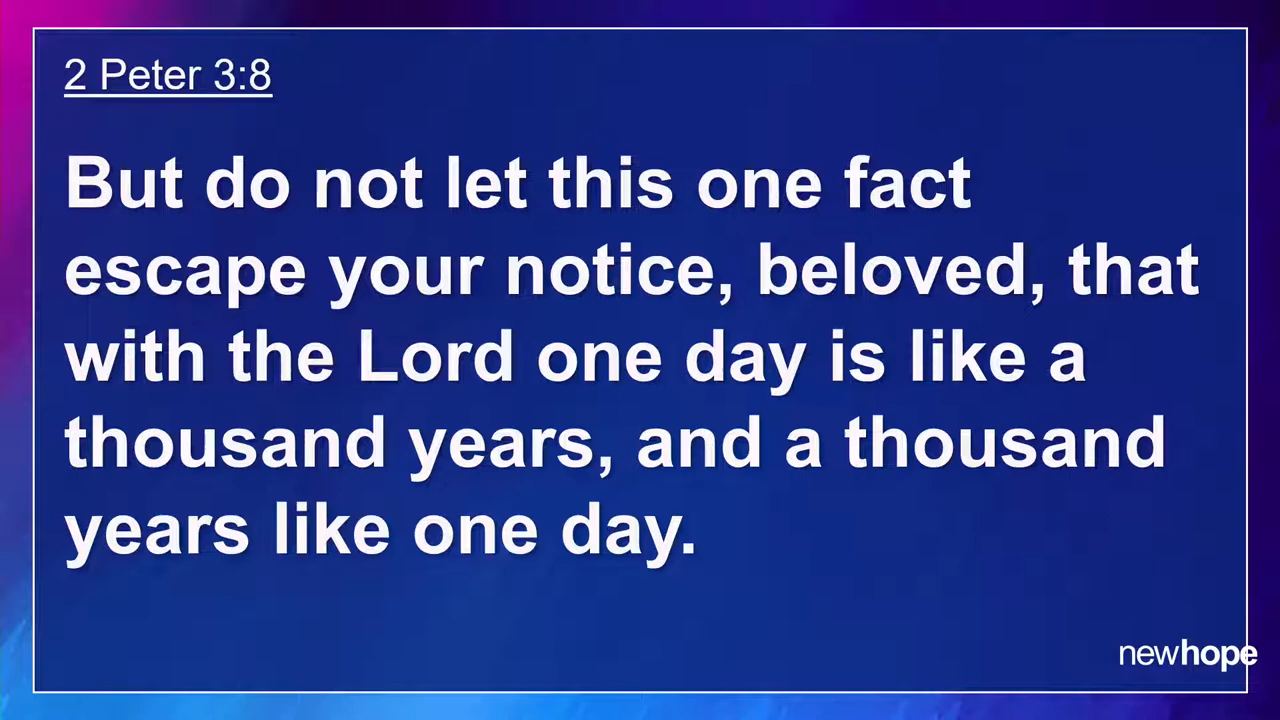 2 Peter 3:8
But do not let this one fact
escape your notice, beloved, that
with the Lord one day is like a
thousand years, and a thousand
years like one day.
newhope